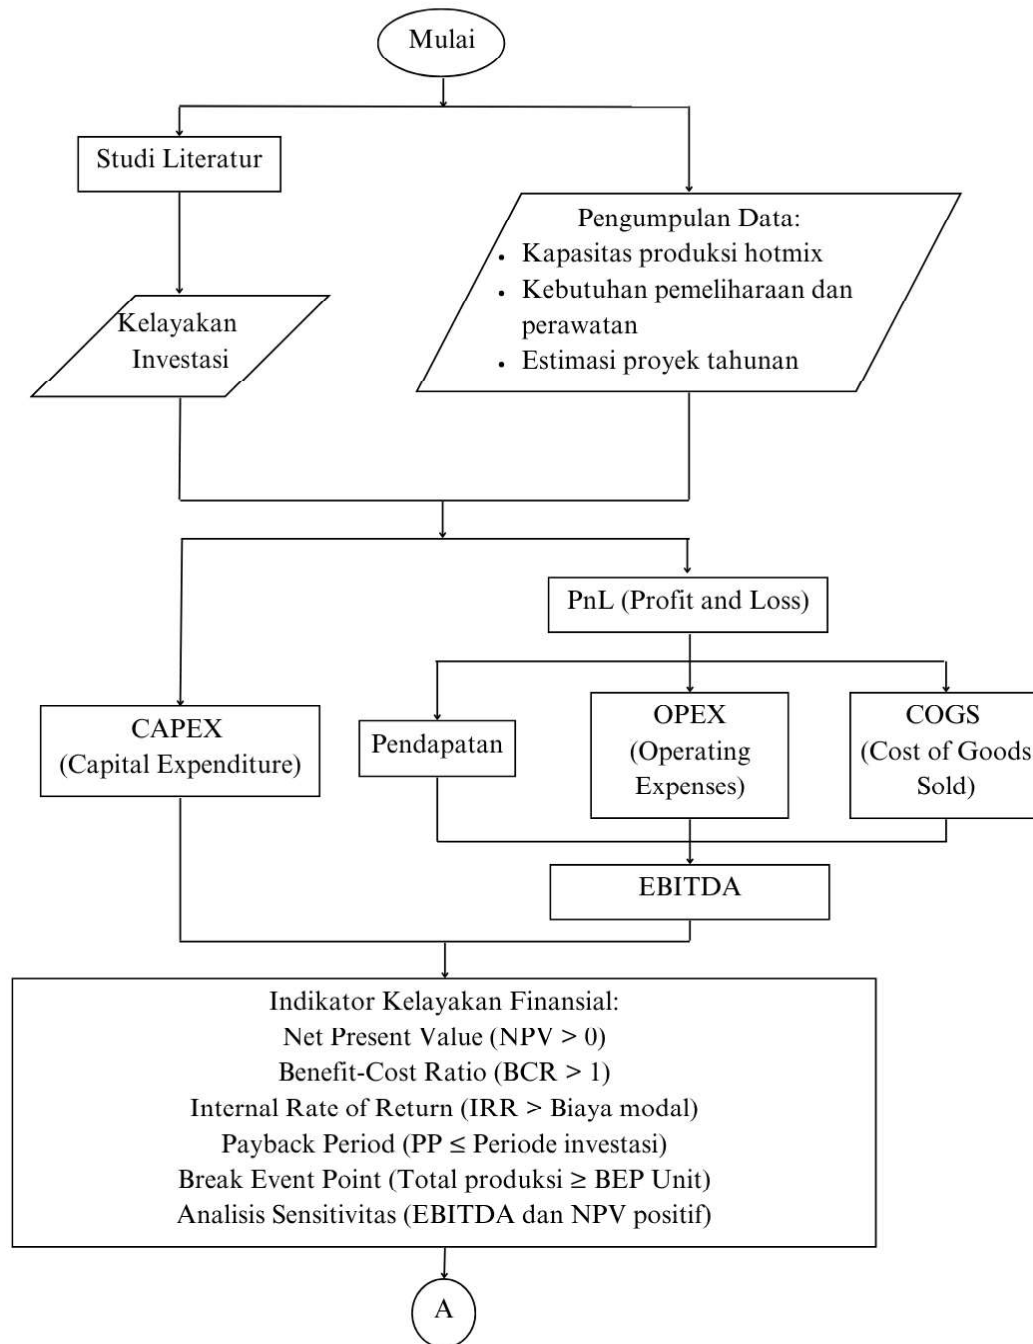 Mulai
Studi Literatur
Pengumpulan Data:
• Kapasitas produksi hotmix
• Kebutuhan pemeliharaan dan
perawatan
• Estimasi proyek tahunan
Kelayakan
Investasi
PnL (Profit and Loss)
CAPEX
(Capital Expenditure)
Pendapatan
OPEX
(Operating
Expenses)
COGS
(Cost of Goods
Sold)
EBITDA
Indikator Kelayakan Finansial:
Net Present Value (NPV > 0)
Benefit-Cost Ratio (BCR > 1)
Internal Rate of Return (IRR > Biaya modal)
Payback Period (PP ≤ Periode investasi)
Break Event Point (Total produksi ≥ BEP Unit)
Analisis Sensitivitas (EBITDA dan NPV positif)
A